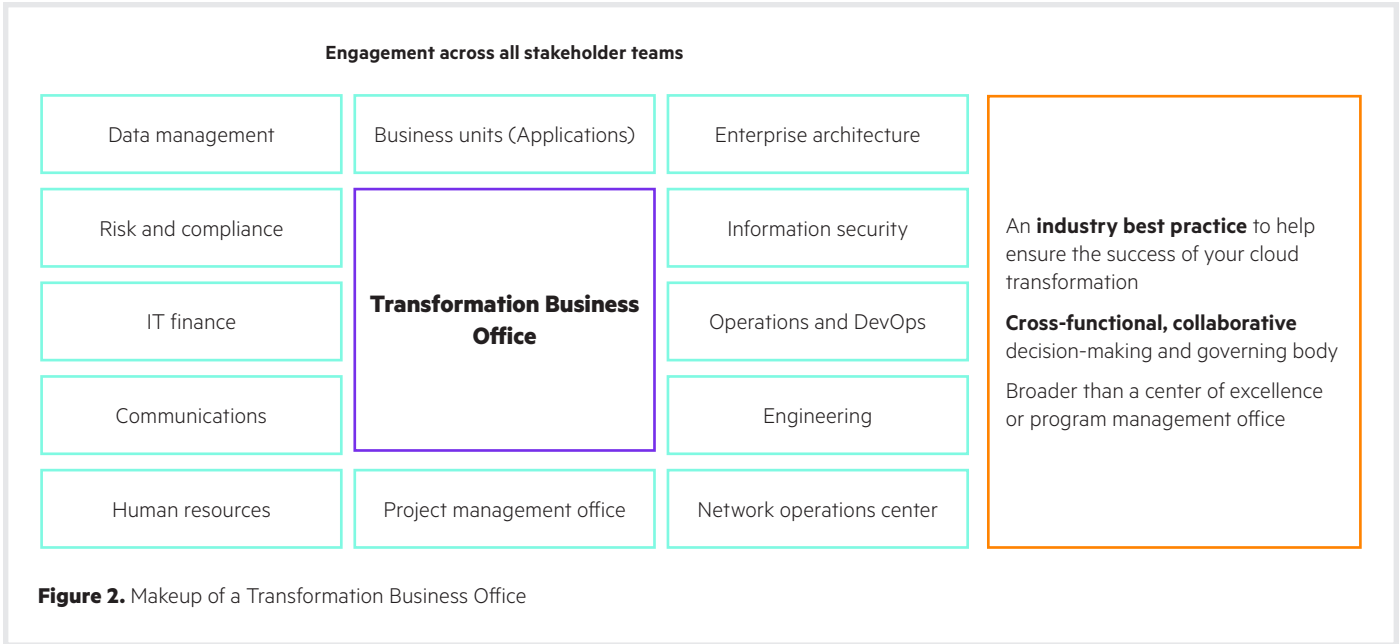 Engagement across all stakeholder teams
Data management
Business units (Applications)
Enterprise architecture
Risk and compliance
Information security
IT finance
Transformation Business
Office
Operations and DevOps
Communications
Engineering
Human resources
Project management office
Network operations center
An industry best practice to help
ensure the success of your cloud
transformation
Cross-functional, collaborative
decision-making and governing body
Broader than a center of excellence
or program management office
Figure 2. Makeup of a Transformation Business Office